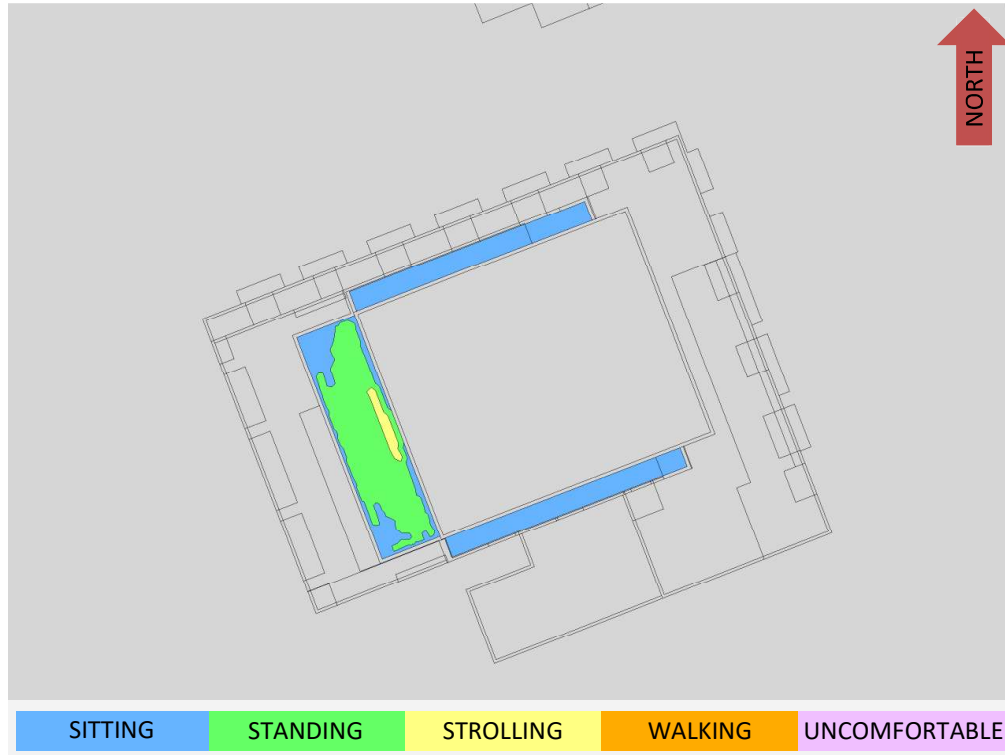 NORTH
SITTING
STANDING
STROLLING
WALKING
UNCOMFORTABLE